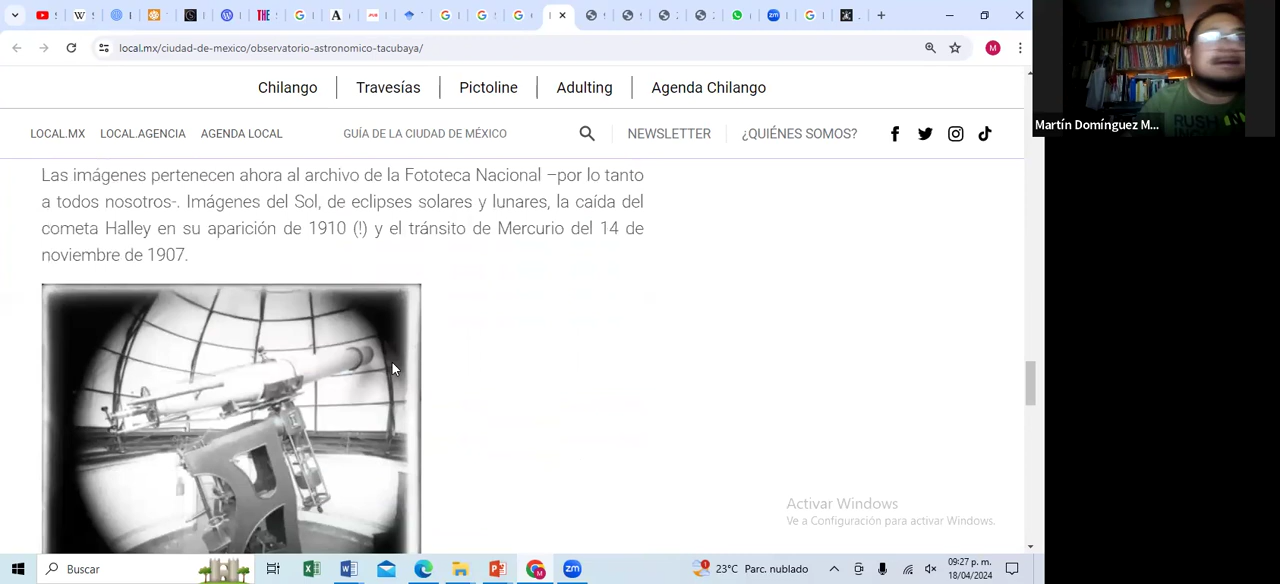 local.mx/ciudad-de-mexico/observatorio-astronomico-tacubaya/
M
Chilango
Travesías
Pictoline
Adulting
Agenda Chilango
LOCAL.MX
LOCAL.AGENCIA
AGENDA LOCAL
GUÍA DE LA CIUDAD DE MÉXICO
NEWSLETTER
¿QUIÉNES SOMOS?
Las imágenes pertenecen ahora al archivo de la Fototeca Nacional –por lo tanto
a todos nosotros-. Imágenes del Sol, de eclipses solares y lunares, la caída del
cometa Halley en su aparición de 1910 (!) y el tránsito de Mercurio del 14 de
noviembre de 1907.
Martín Domínguez M...
RUSH
Activar Windows
Ve a Configuración para activar Windows.
Buscar
23°C Parc. nublado
09:27 p. m.
18/04/2024